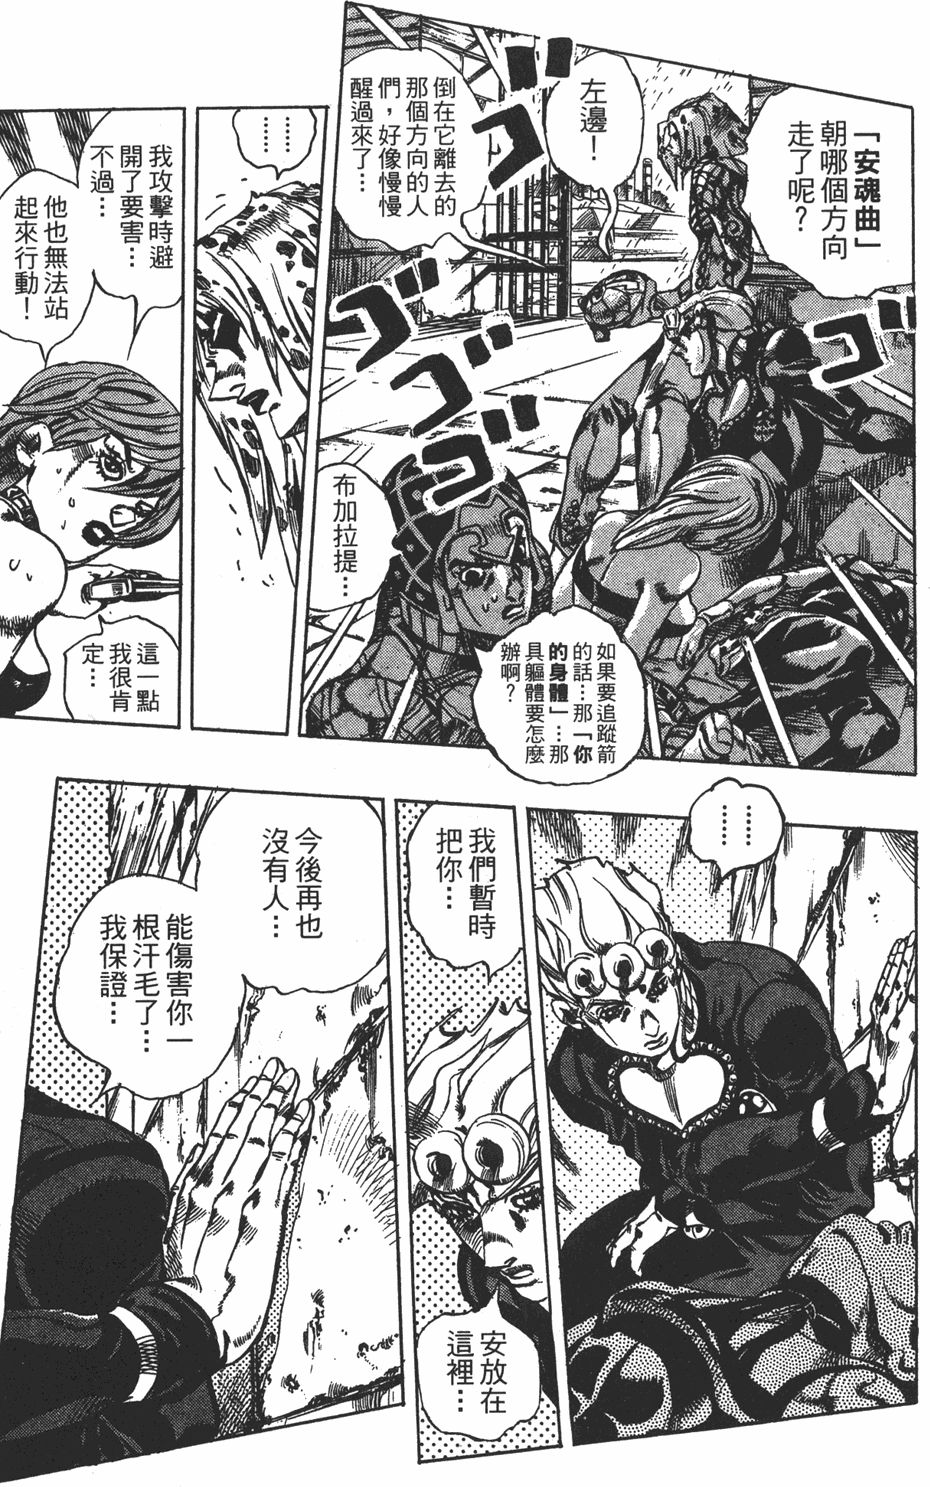 「安魂曲」
朝哪個方向
走了呢？
左邊！
倒在它離去的
那個方向的人
們，好像慢慢
醒過來了…
ゴゴゴ
ゴゴゴ
ゴ
布加拉提…
如果要追蹤箭
的話…那「你
的身體」…那
具軀體要怎麼
辦啊？
……
我攻擊時避
開了要害…
不過…
他也無法站
起來行動！
這一點
我很肯
定…
……
我們暫時
把你…
安放在
這裡…
今後再也
沒有人…
能傷害你一
根汗毛了…
我保證…